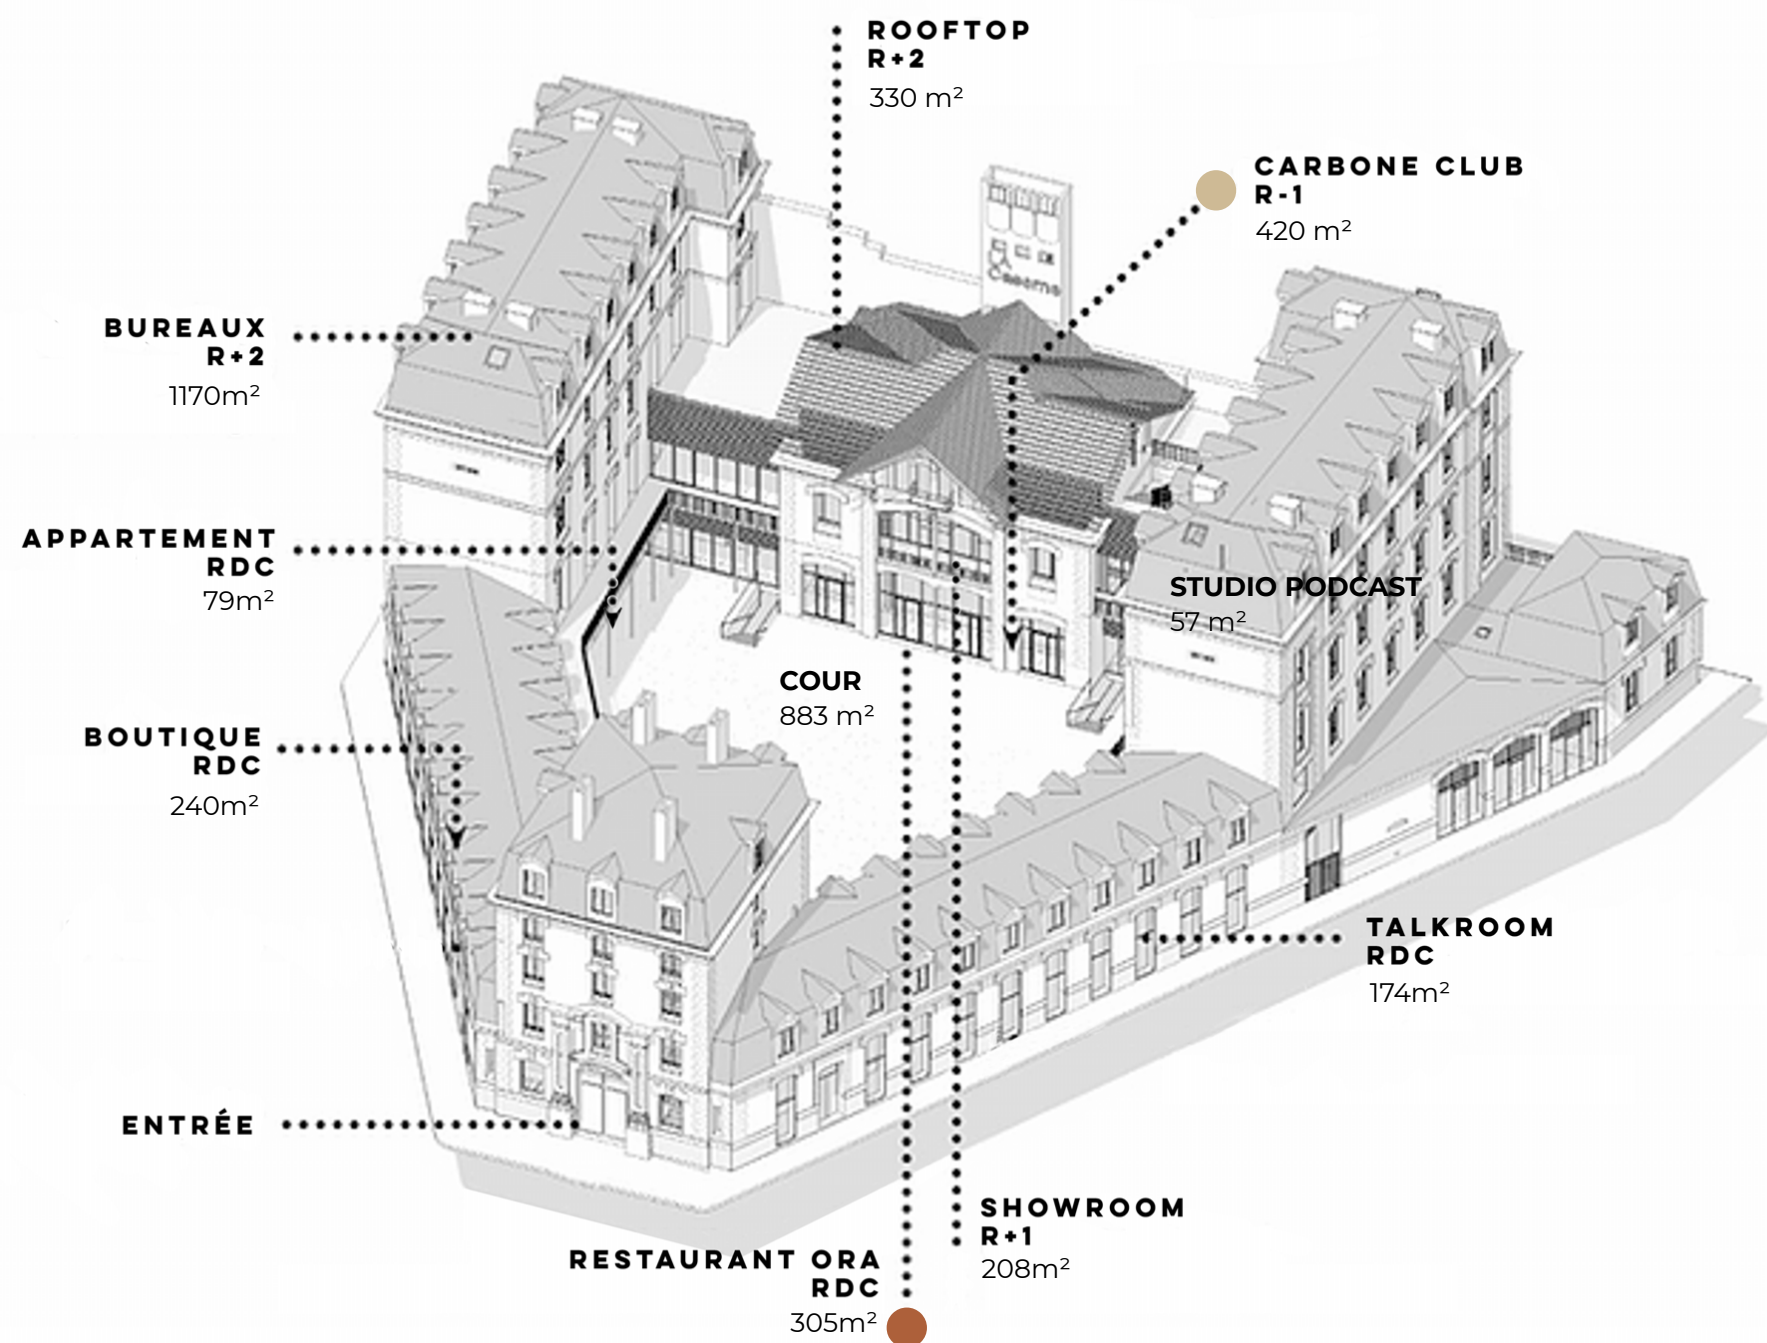 ROOFTOP
R+2
330 m²
CARBONE CLUB
R-1
420 m²
BUREAUX
R+2
1170m²
APPARTEMENT
RDC
79m²
STUDIO PODCAST
57 m²
COUR
883 m²
BOUTIQUE
RDC
240m²
TALKROOM
RDC
174m²
ENTRÉE
SHOWROOM
R+1
208m²
RESTAURANT ORA
RDC
305m²